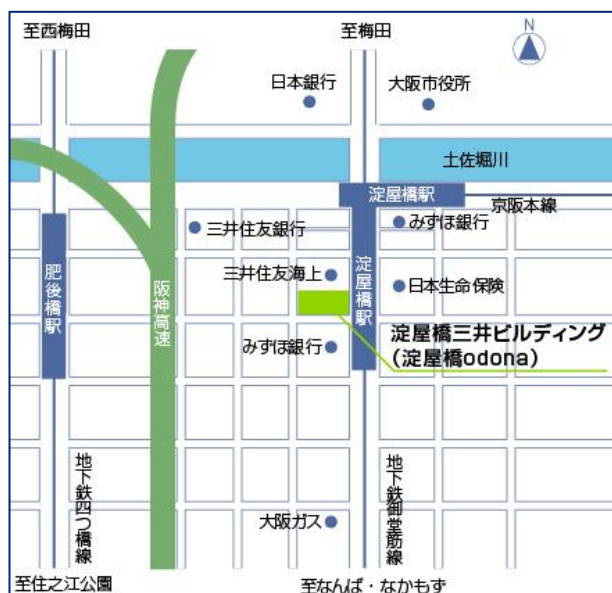 至西梅田
至梅田
N
日本銀行
大阪市役所
土佐堀川
淀屋橋駅
京阪本線
三井住友銀行
みずほ銀行
肥後橋駅
阪神高速
三井住友海上
淀屋橋駅
日本生命保険
淀屋橋三井ビルディング
(淀屋橋odona)
みずほ銀行
地下鉄四つ橋線
地下鉄御堂筋線
大阪ガス
至住之江公園
至なんば・なかもず